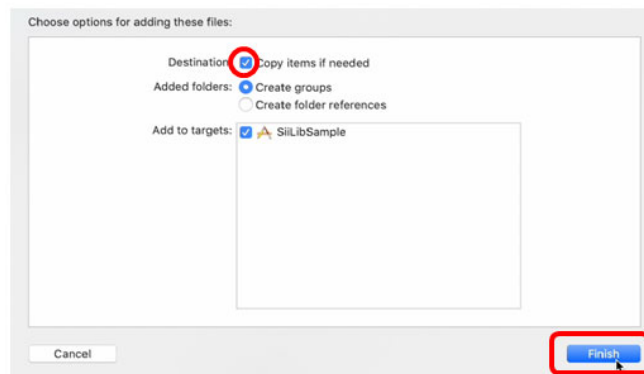 Choose options for adding these files:
Destination: Copy items if needed
Added folders: Create groups
Create folder references
Add to targets: SiiLibSample
Cancel
Finish